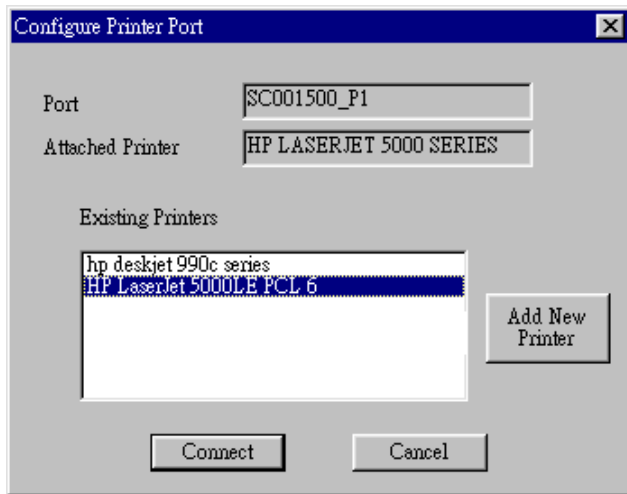 Configure Printer Port
Port
SC001500_P1
Attached Printer
HP LASERJET 5000 SERIES
Existing Printers
hp deskjet 990c series
HP LaserJet 5000LE PCL 6
Add New
Printer
Connect
Cancel